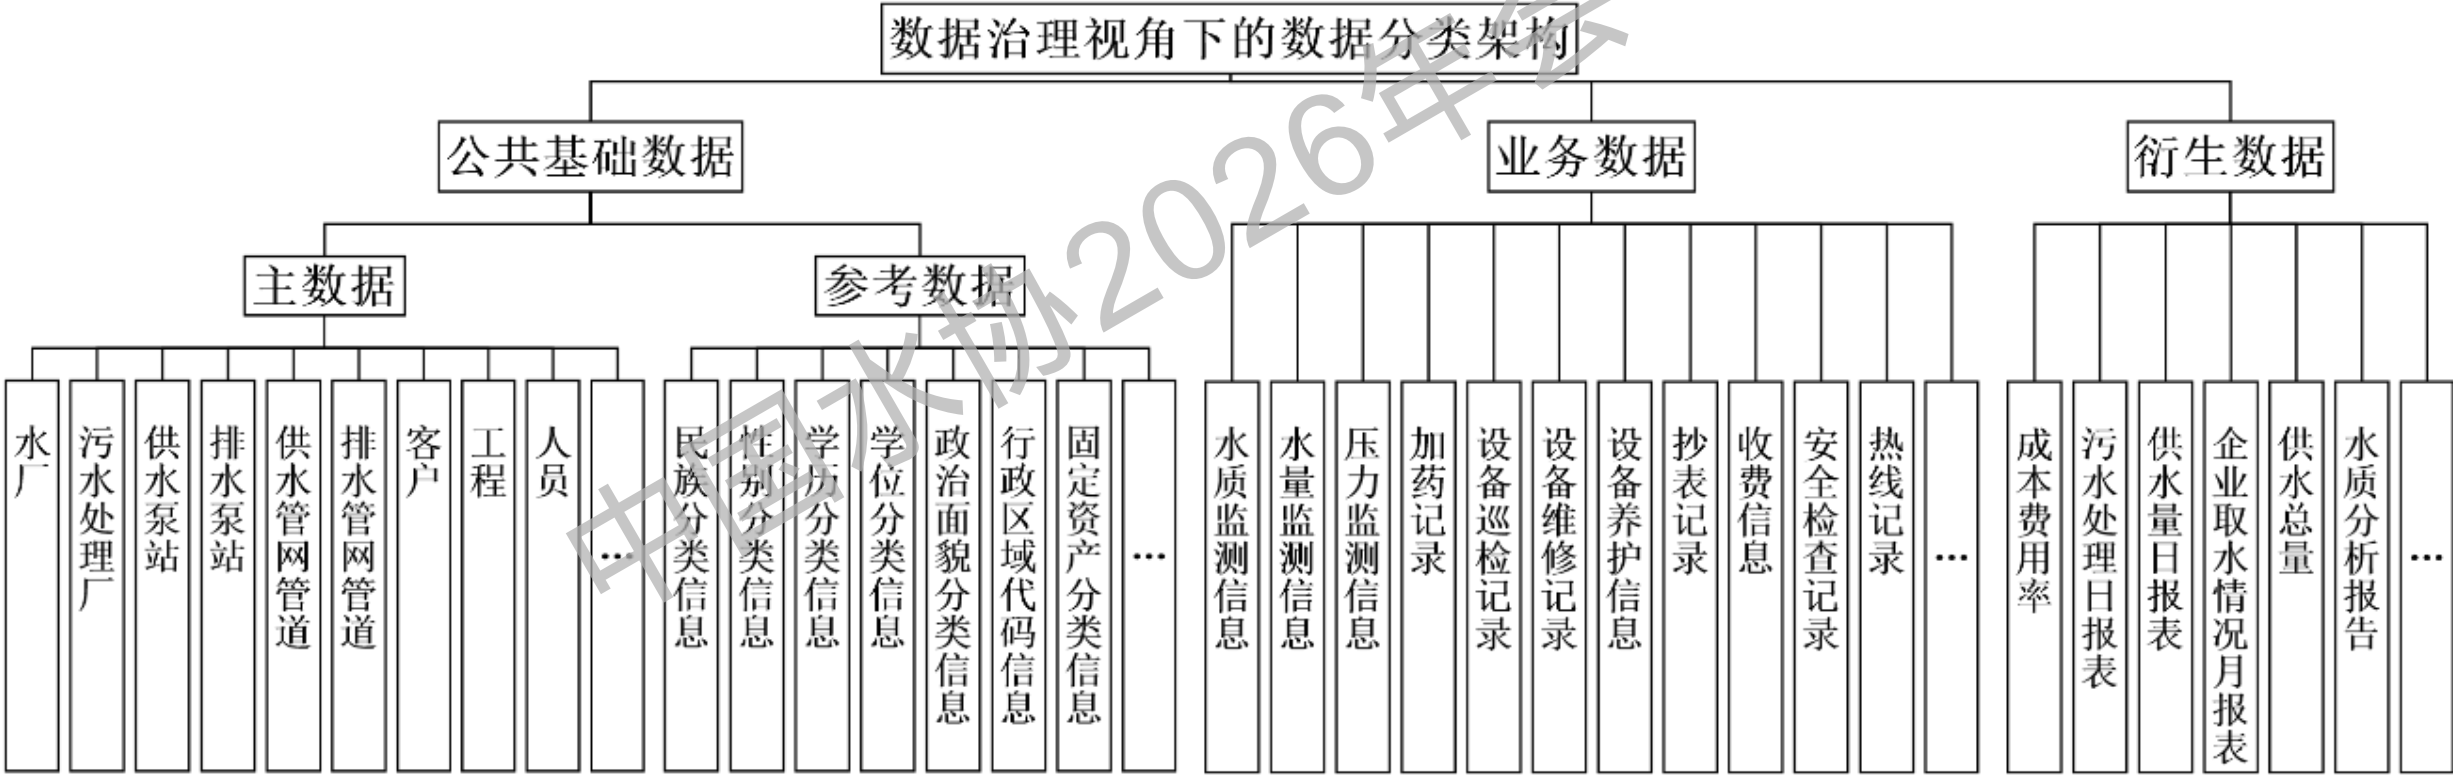 数据治理视角下的数据分类架构
公共基础数据
业务数据
衍生数据
主数据
参考数据
水厂
污水处理厂
供水泵站
排水泵站
供水管网管道
排水管网管道
客户
工程
人员
...
民族分类信息
性别分类信息
学历分类信息
学位分类信息
政治面貌分类信息
行政区域代码信息
固定资产分类信息
...
水质监测信息
水量监测信息
压力监测信息
加药记录
设备巡检记录
设备维修记录
设备养护信息
抄表记录
收费信息
安全检查记录
热线记录
...
成本费用率
污水处理日报表
供水量日报表
企业取水情况月报表
供水总量
水质分析报告
...
中国水协2026年会